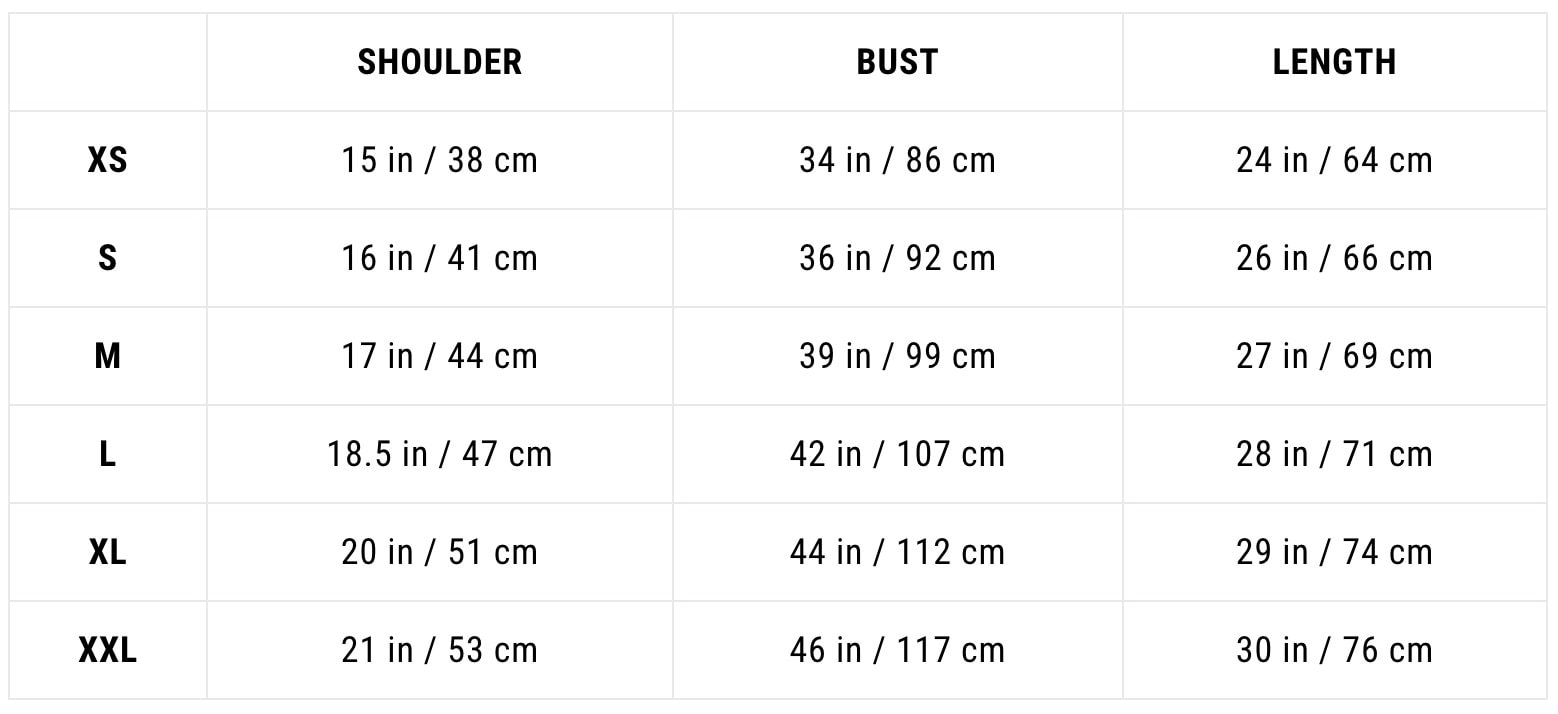 SHOULDER BUST LENGTH
XS 15 in / 38 cm 34 in / 86 cm 24 in / 64 cm
S 16 in / 41 cm 36 in / 92 cm 26 in / 66 cm
M 17 in / 44 cm 39 in / 99 cm 27 in / 69 cm
L 18.5 in / 47 cm 42 in / 107 cm 28 in / 71 cm
XL 20 in / 51 cm 44 in / 112 cm 29 in / 74 cm
XXL 21 in / 53 cm 46 in / 117 cm 30 in / 76 cm